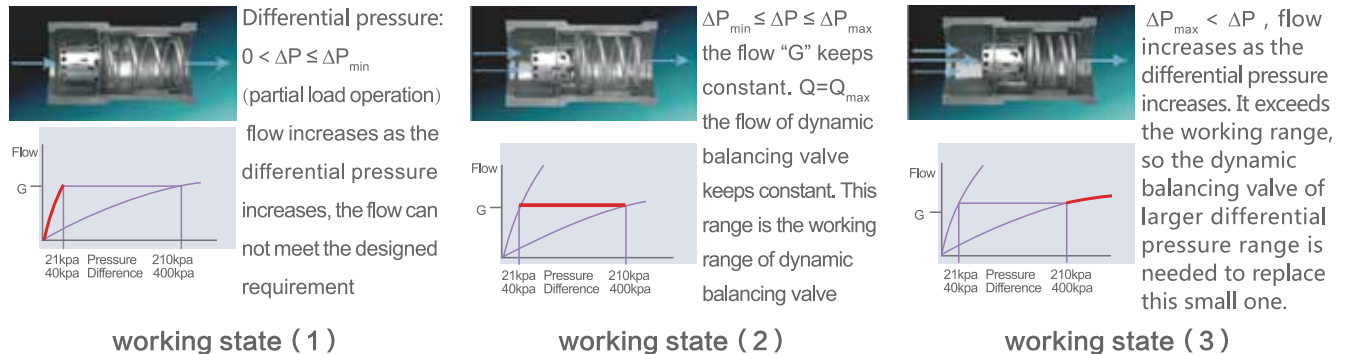 Differential pressure:
0 < ΔP ≤ ΔPmin
(partial load operation)
flow increases as the
differential pressure
increases, the flow can
not meet the designed
requirement
Flow
G
21kpa Pressure 210kpa
40kpa Difference 400kpa
working state ( 1 )
ΔPmin ≤ ΔP ≤ ΔPmax
the flow “G” keeps
constant. Q=Qmax
the flow of dynamic
balancing valve
keeps constant. This
range is the working
range of dynamic
balancing valve
Flow
G
21kpa Pressure 210kpa
40kpa Difference 400kpa
working state ( 2 )
ΔPmax < ΔP , flow
increases as the
differential pressure
increases. It exceeds
the working range,
so the dynamic
balancing valve of
larger differential
pressure range is
needed to replace
this small one.
Flow
G
21kpa Pressure 210kpa
40kpa Difference 400kpa
working state ( 3 )